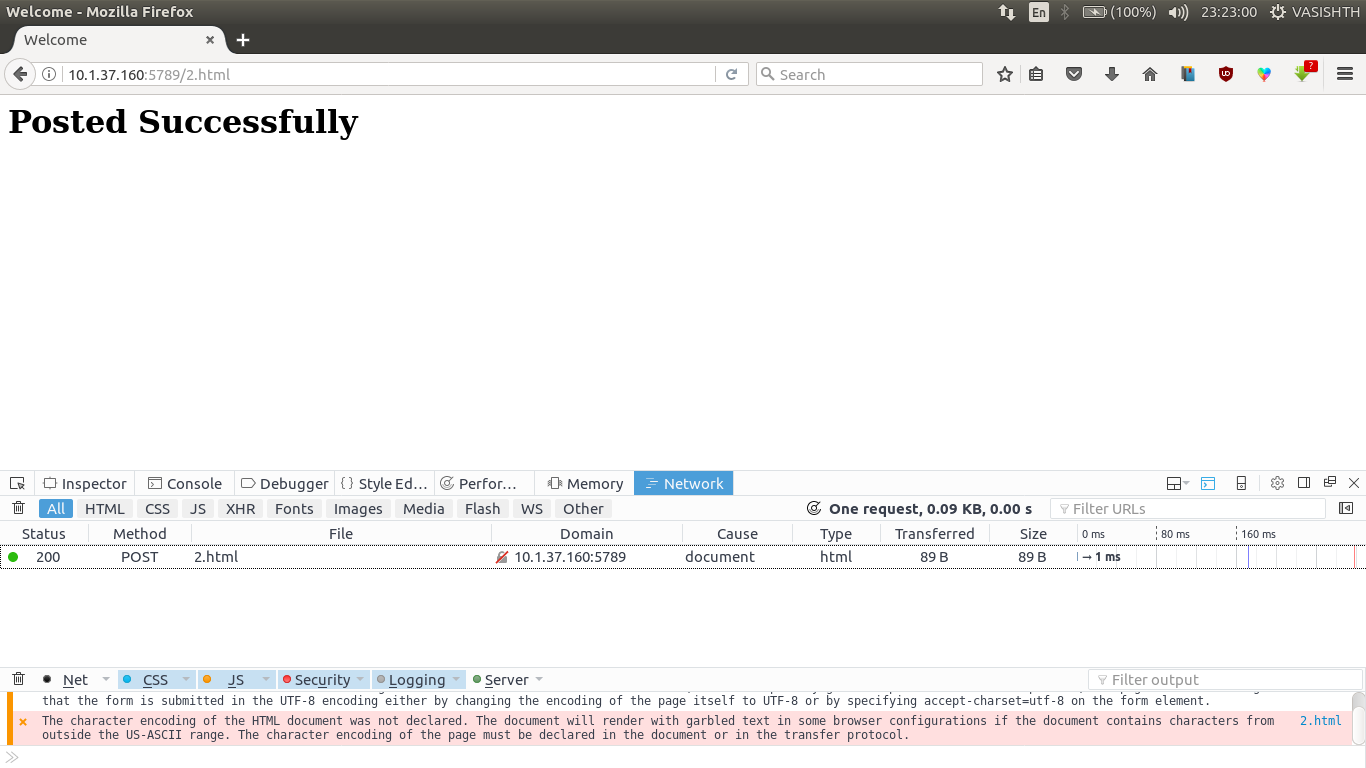 Welcome - Mozilla Firefox
En
(100%)
23:23:00
VASISHTH
Welcome
10.1.37.160:5789/2.html
Search
?
Posted Successfully
Inspector
Console
Debugger
Style Ed…
Perfor…
Memory
Network
All
HTML
CSS
JS
XHR
Fonts
Images
Media
Flash
WS
Other
One request, 0.09 KB, 0.00 s
Filter URLs
Status Method File Domain Cause Type Transferred Size 0 ms 80 ms 160 ms
200 POST 2.html 10.1.37.160:5789 document html 89 B 89 B → 1 ms
Net
CSS
JS
Security
Logging
Server
Filter output
that the form is submitted in the UTF-8 encoding either by changing the encoding of the page itself to UTF-8 or by specifying accept-charset=utf-8 on the form element.
The character encoding of the HTML document was not declared. The document will render with garbled text in some browser configurations if the document contains characters from 2.html
outside the US-ASCII range. The character encoding of the page must be declared in the document or in the transfer protocol.